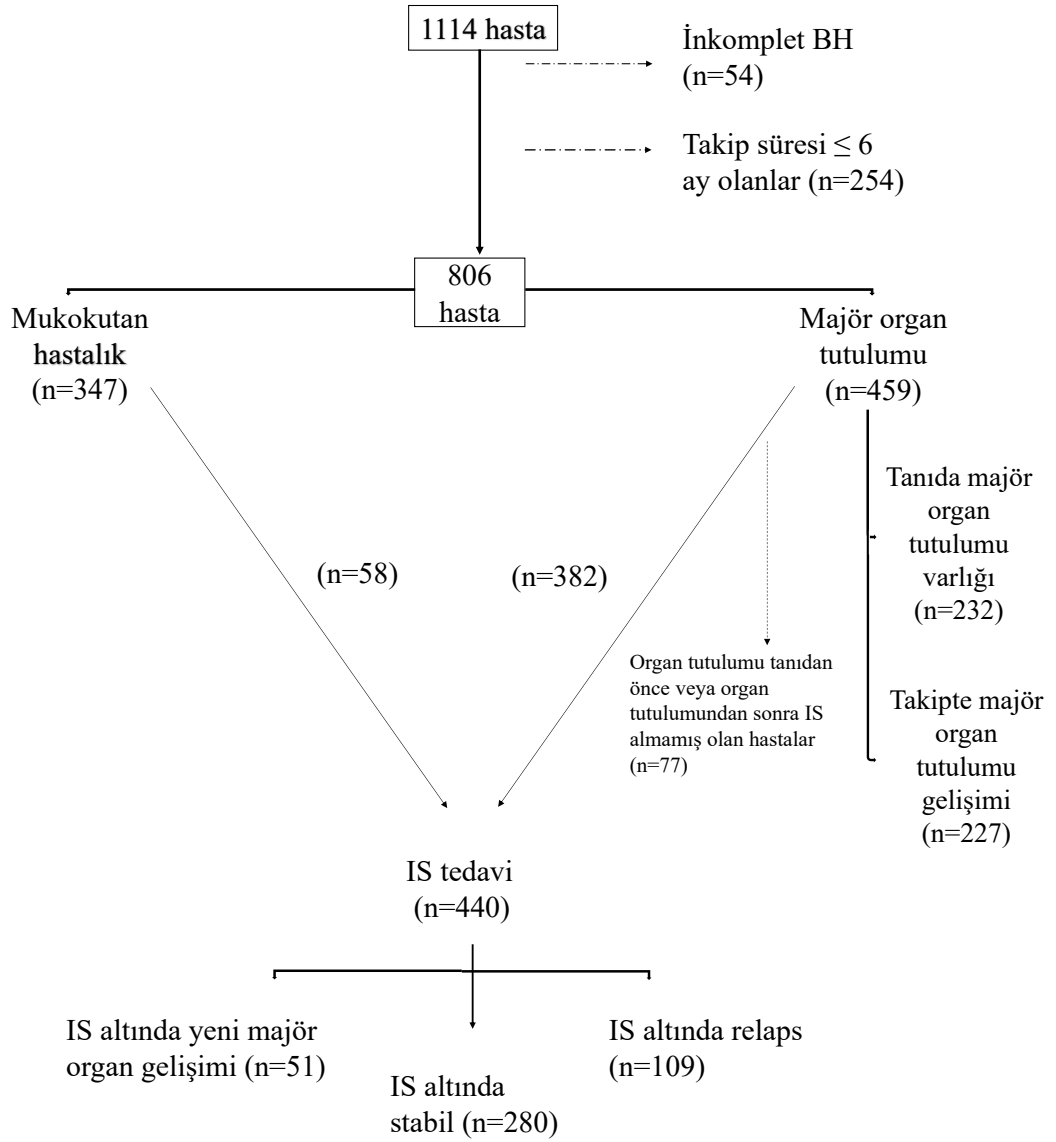 1114 hasta
İnkomplet BH
(n=54)
Takip süresi ≤ 6
ay olanlar (n=254)
806
hasta
Mukokutan
hastalık
(n=347)
Majör organ
tutulumu
(n=459)
Tanıda majör
organ
tutulumu
varlığı
(n=232)
(n=58)
(n=382)
Organ tutulumu tanıdan
önce veya organ
tutulumundan sonra IS
almamış olan hastalar
(n=77)
Takipte majör
organ
tutulumu
gelişimi
(n=227)
IS tedavi
(n=440)
IS altında yeni majör
organ gelişimi (n=51)
IS altında
stabil (n=280)
IS altında relaps
(n=109)